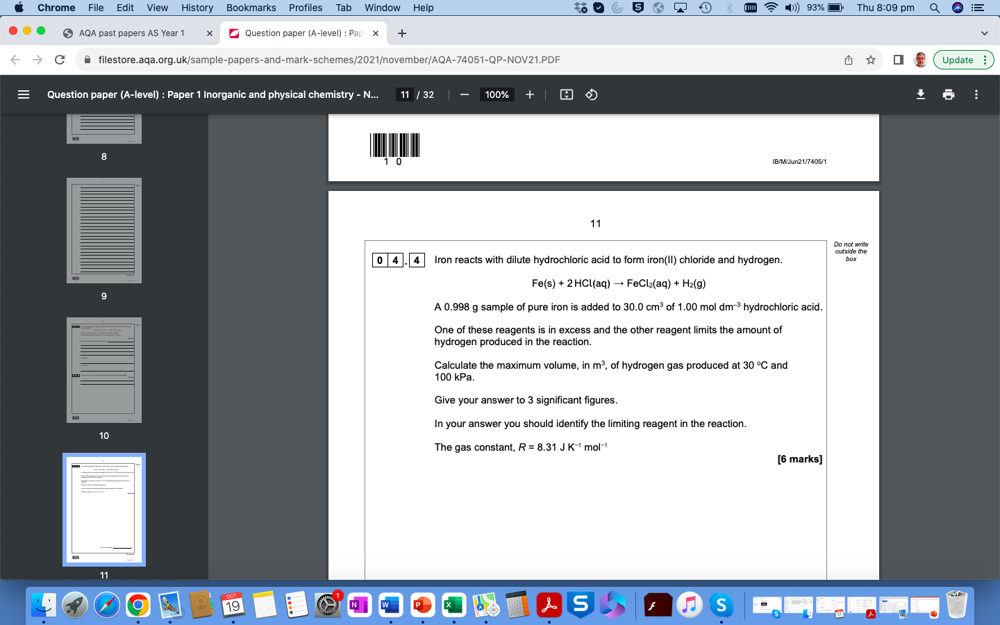 Chrome File Edit View History Bookmarks Profiles Tab Window Help 93% Thu 8:09 pm
AQA past papers AS Year 1 Question paper (A-level) : Pap
filestore.aqa.org.uk/sample-papers-and-mark-schemes/2021/november/AQA-74051-QP-NOV21.PDF Update
Question paper (A-level) : Paper 1 Inorganic and physical chemistry - N... 11 / 32 100%
8
9
10
11
1 0
IB/M/Jun21/7405/1
11
Do not write
outside the
box
0 4 . 4 Iron reacts with dilute hydrochloric acid to form iron(II) chloride and hydrogen.
Fe(s) + 2 HCl(aq) → FeCl₂(aq) + H₂(g)
A 0.998 g sample of pure iron is added to 30.0 cm³ of 1.00 mol dm⁻³ hydrochloric acid.
One of these reagents is in excess and the other reagent limits the amount of
hydrogen produced in the reaction.
Calculate the maximum volume, in m³, of hydrogen gas produced at 30 °C and
100 kPa.
Give your answer to 3 significant figures.
In your answer you should identify the limiting reagent in the reaction.
The gas constant, R = 8.31 J K⁻¹ mol⁻¹
[6 marks]
OCT
19
1
N
W
P
X
S
S